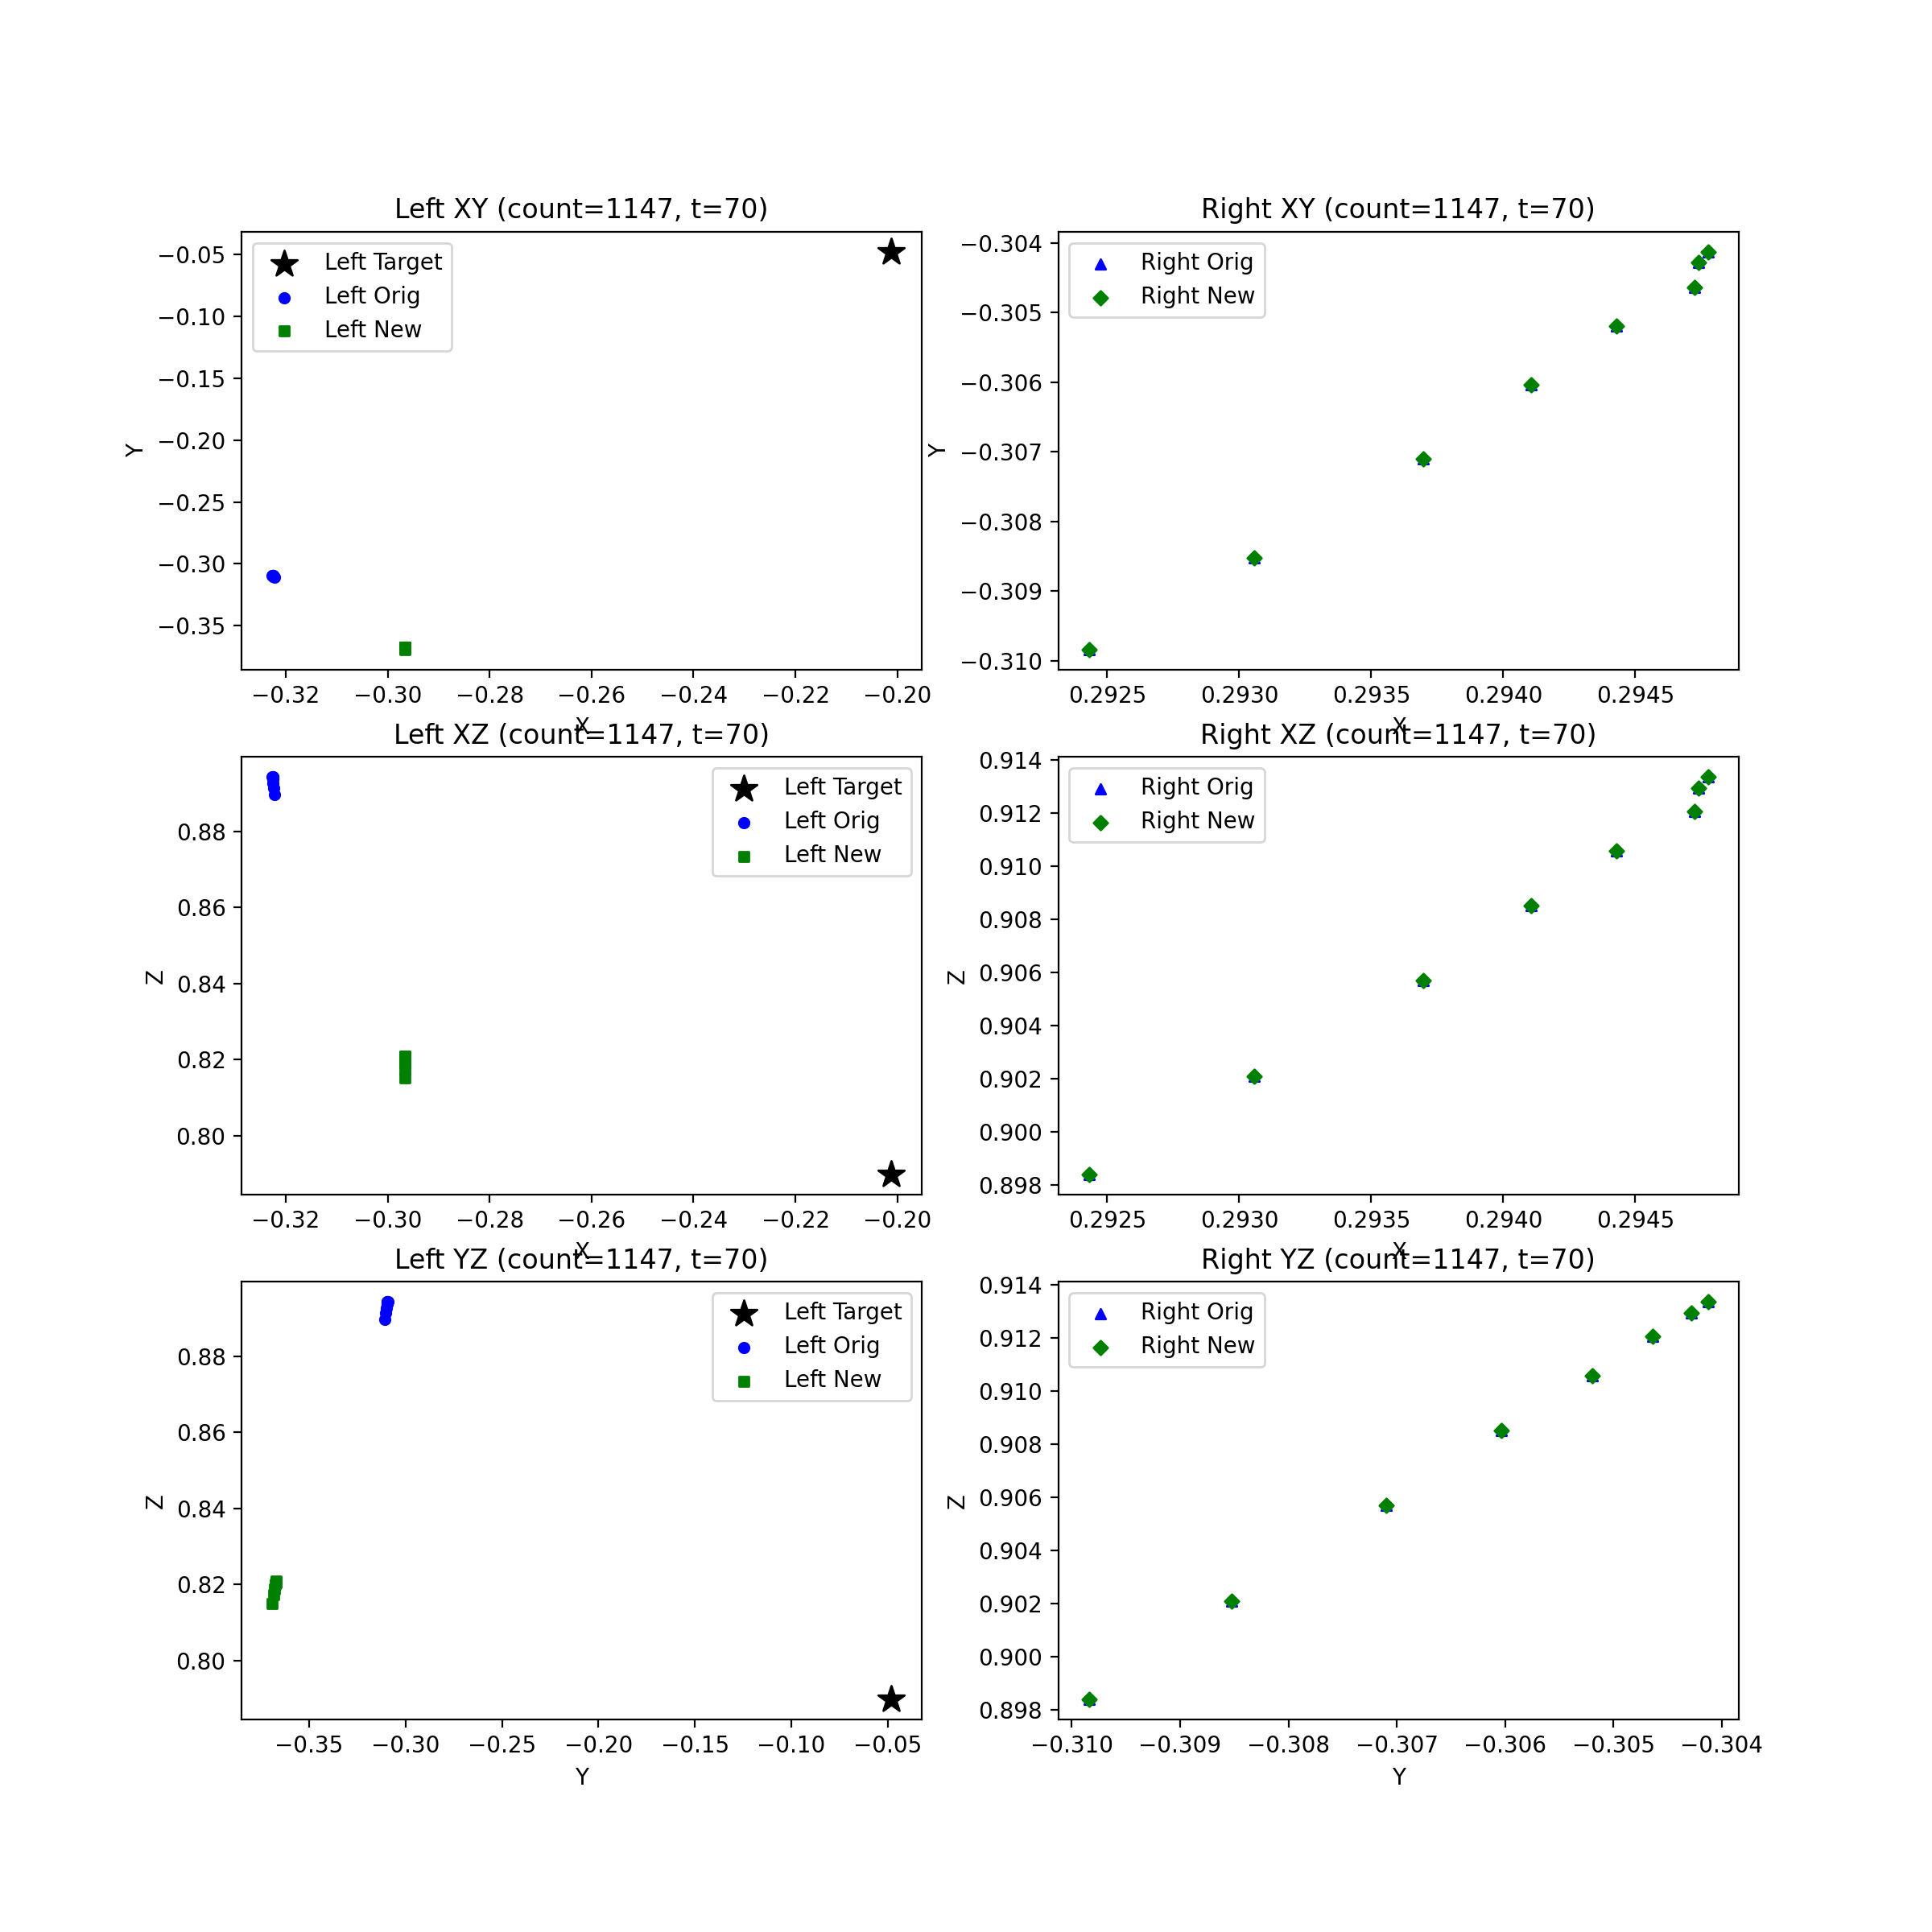 Left XY (count=1147, t=70)
Left Target
Left Orig
Left New
−0.05
−0.10
−0.15
−0.20
−0.25
−0.30
−0.35
Y
−0.32 −0.30 −0.28 −0.26 −0.24 −0.22 −0.20
X
Right XY (count=1147, t=70)
Right Orig
Right New
−0.304
−0.305
−0.306
−0.307
−0.308
−0.309
−0.310
Y
0.2925 0.2930 0.2935 0.2940 0.2945
X
Left XZ (count=1147, t=70)
Left Target
Left Orig
Left New
0.88
0.86
0.84
0.82
0.80
Z
−0.32 −0.30 −0.28 −0.26 −0.24 −0.22 −0.20
X
Right XZ (count=1147, t=70)
Right Orig
Right New
0.914
0.912
0.910
0.908
0.906
0.904
0.902
0.900
0.898
Z
0.2925 0.2930 0.2935 0.2940 0.2945
X
Left YZ (count=1147, t=70)
Left Target
Left Orig
Left New
0.88
0.86
0.84
0.82
0.80
Z
−0.35 −0.30 −0.25 −0.20 −0.15 −0.10 −0.05
Y
Right YZ (count=1147, t=70)
Right Orig
Right New
0.914
0.912
0.910
0.908
0.906
0.904
0.902
0.900
0.898
Z
−0.310 −0.309 −0.308 −0.307 −0.306 −0.305 −0.304
Y